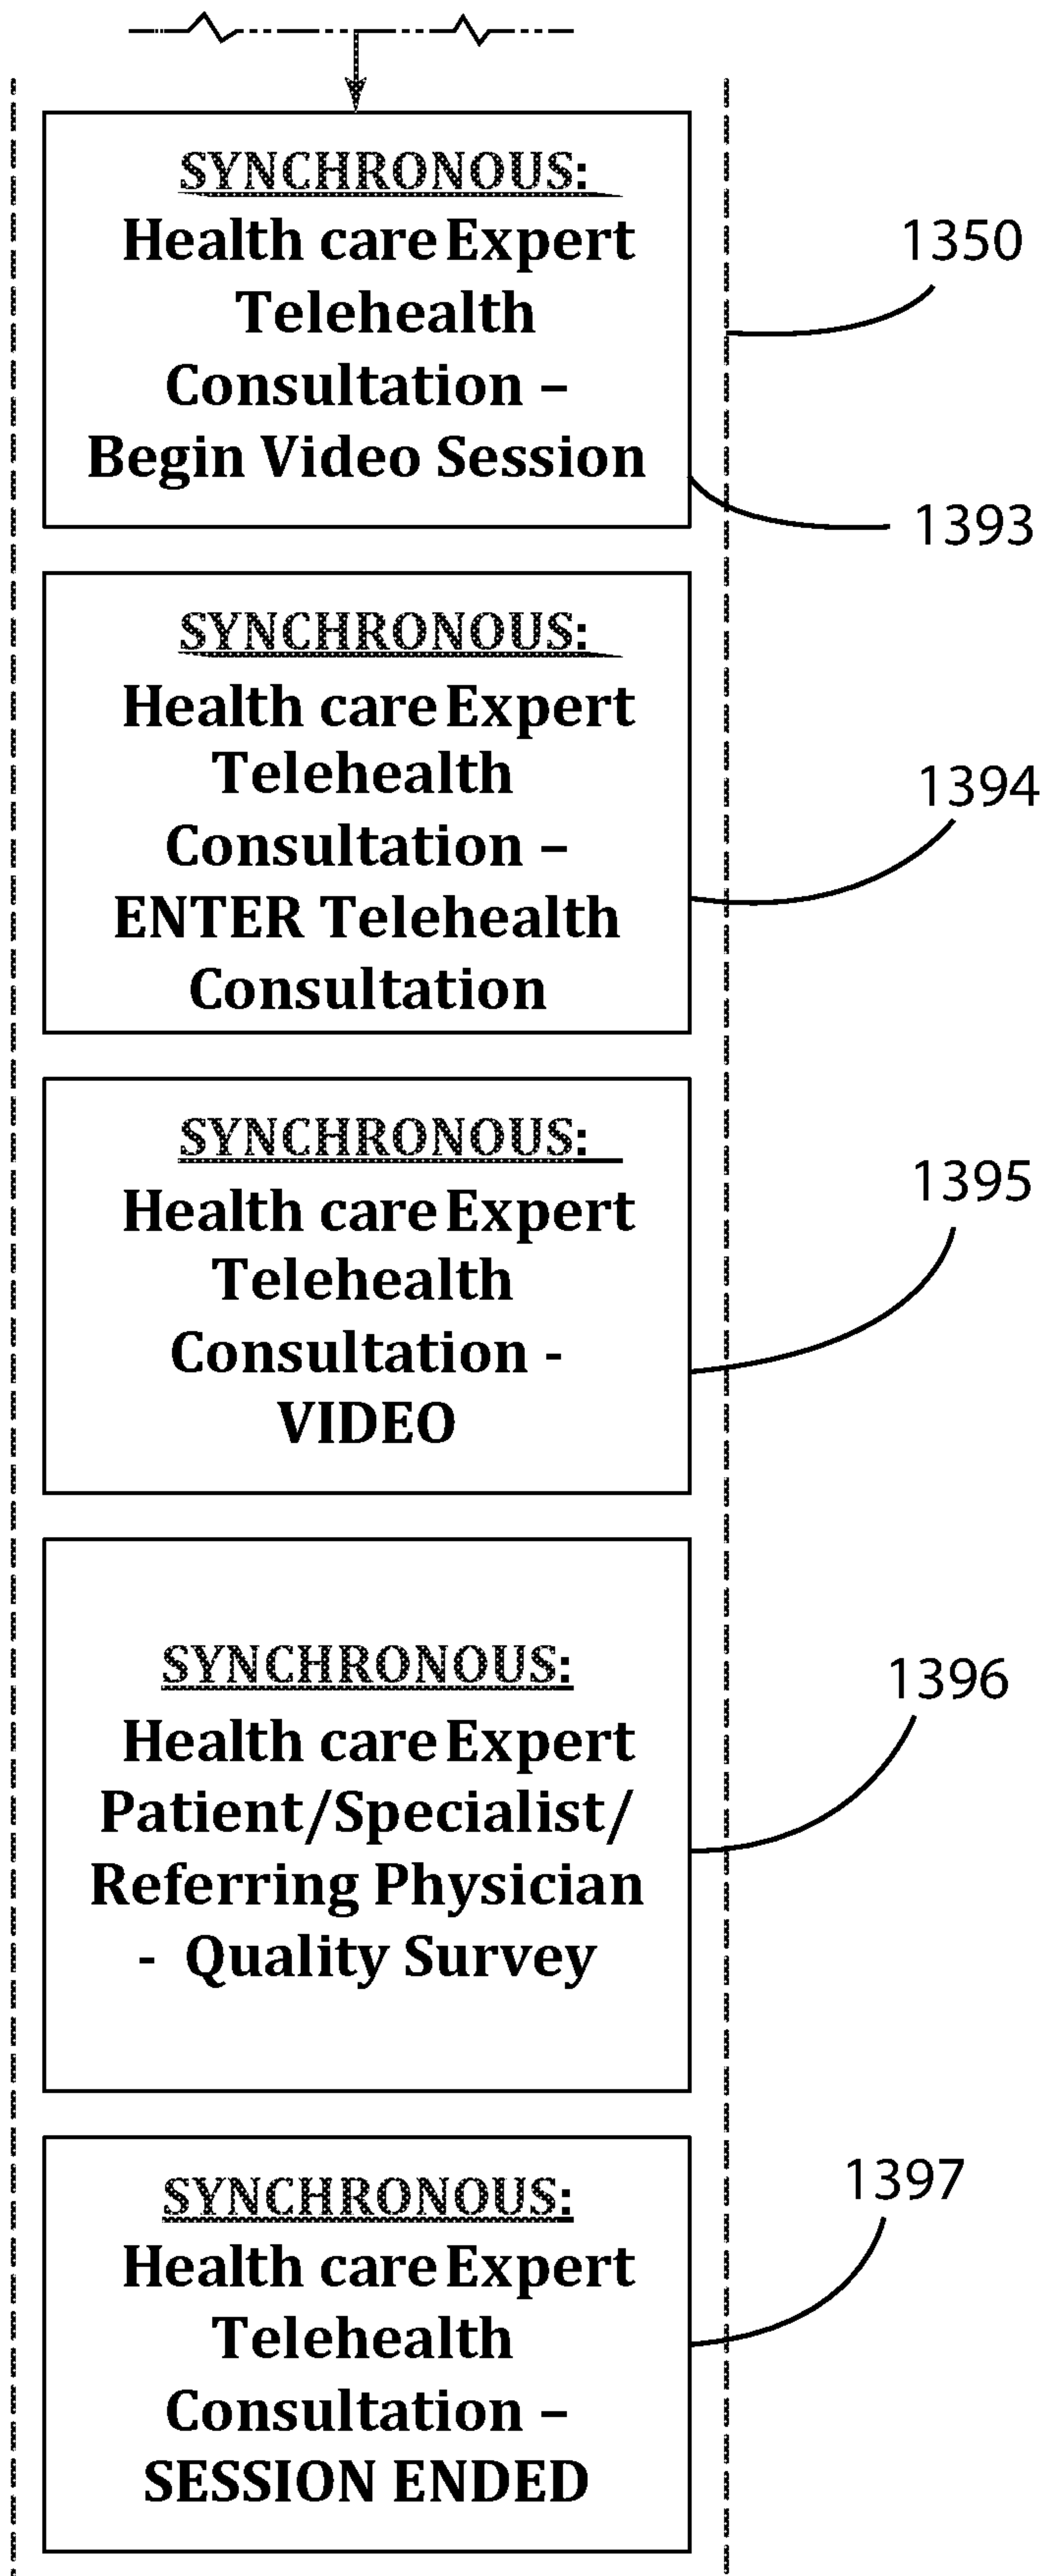 SYNCHRONOUS:
Health care Expert
Telehealth
Consultation –
Begin Video Session
1350
1393
SYNCHRONOUS:
Health care Expert
Telehealth
Consultation –
ENTER Telehealth
Consultation
1394
SYNCHRONOUS:
Health care Expert
Telehealth
Consultation -
VIDEO
1395
SYNCHRONOUS:
Health care Expert
Patient/Specialist/
Referring Physician
- Quality Survey
1396
SYNCHRONOUS:
Health care Expert
Telehealth
Consultation –
SESSION ENDED
1397